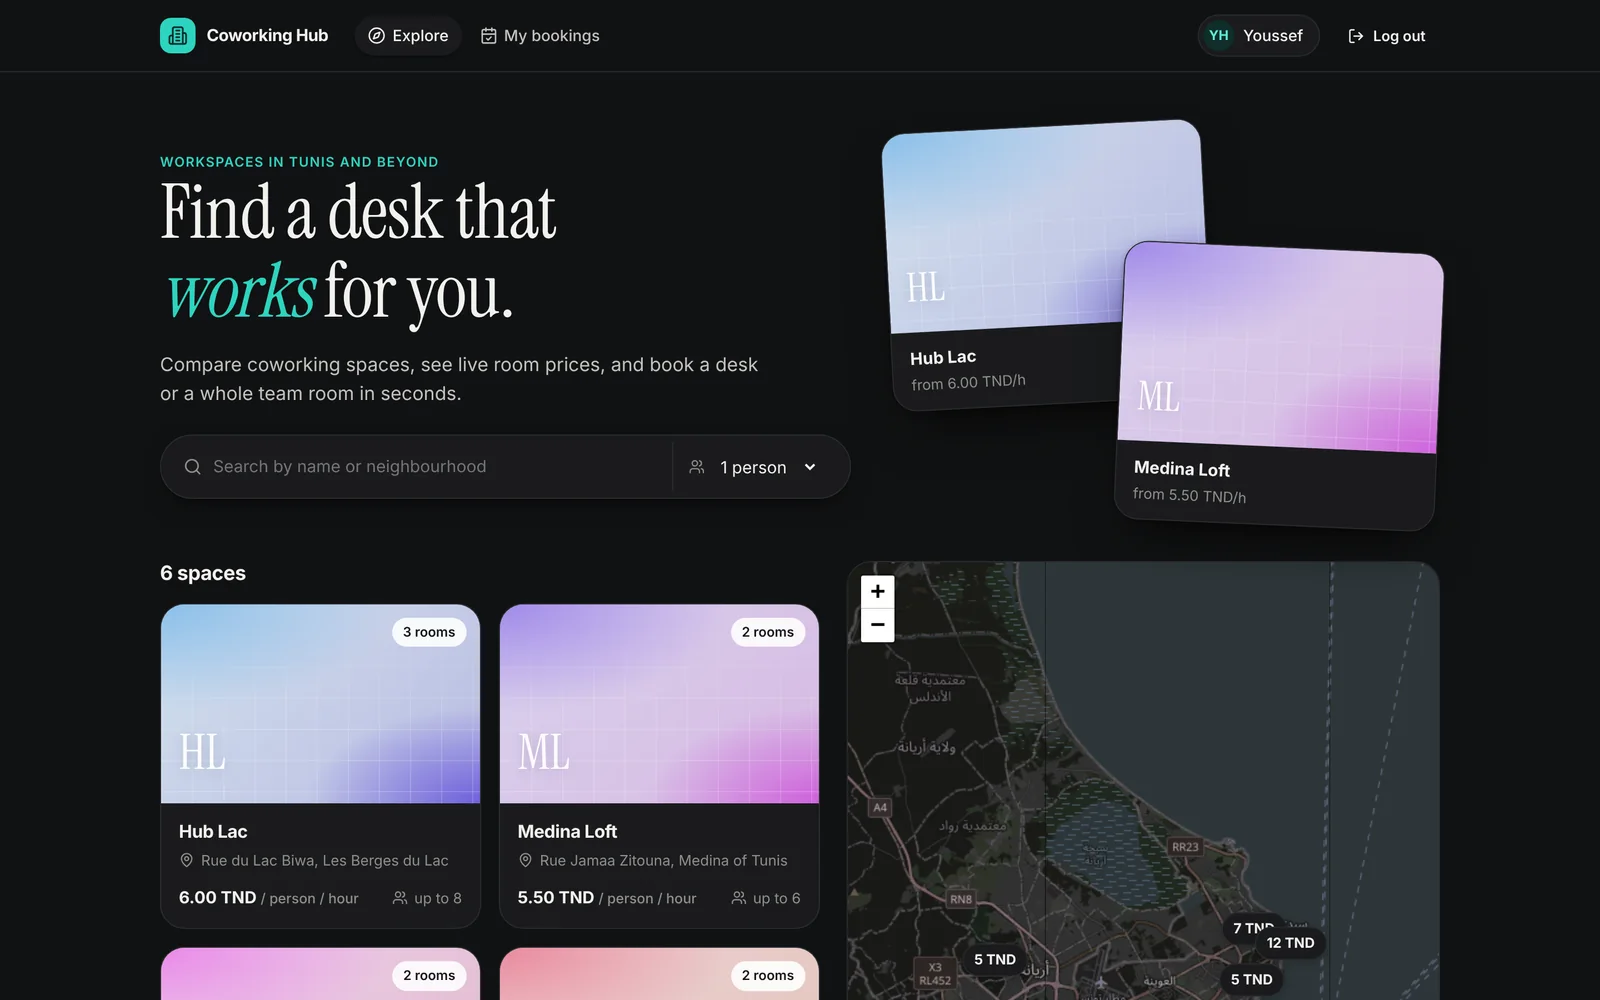 Coworking Hub
Explore
My bookings
YH
Youssef
Log out
WORKSPACES IN TUNIS AND BEYOND
Find a desk that
works for you.
Compare coworking spaces, see live room prices, and book a desk
or a whole team room in seconds.
Search by name or neighbourhood
1 person
HL
Hub Lac
from 6.00 TND/h
ML
Medina Loft
from 5.50 TND/h
6 spaces
3 rooms
HL
Hub Lac
Rue du Lac Biwa, Les Berges du Lac
6.00 TND / person / hour
up to 8
2 rooms
ML
Medina Loft
Rue Jamaa Zitouna, Medina of Tunis
5.50 TND / person / hour
up to 6
2 rooms
2 rooms
+
−
معتمدية قلعة
الأندلس
ولاية أريانة
A4
معتمدية رواد
RR23
RN8
7 TND
12 TND
5 TND
X3
RL452
أريانة
5 TND
العوينة